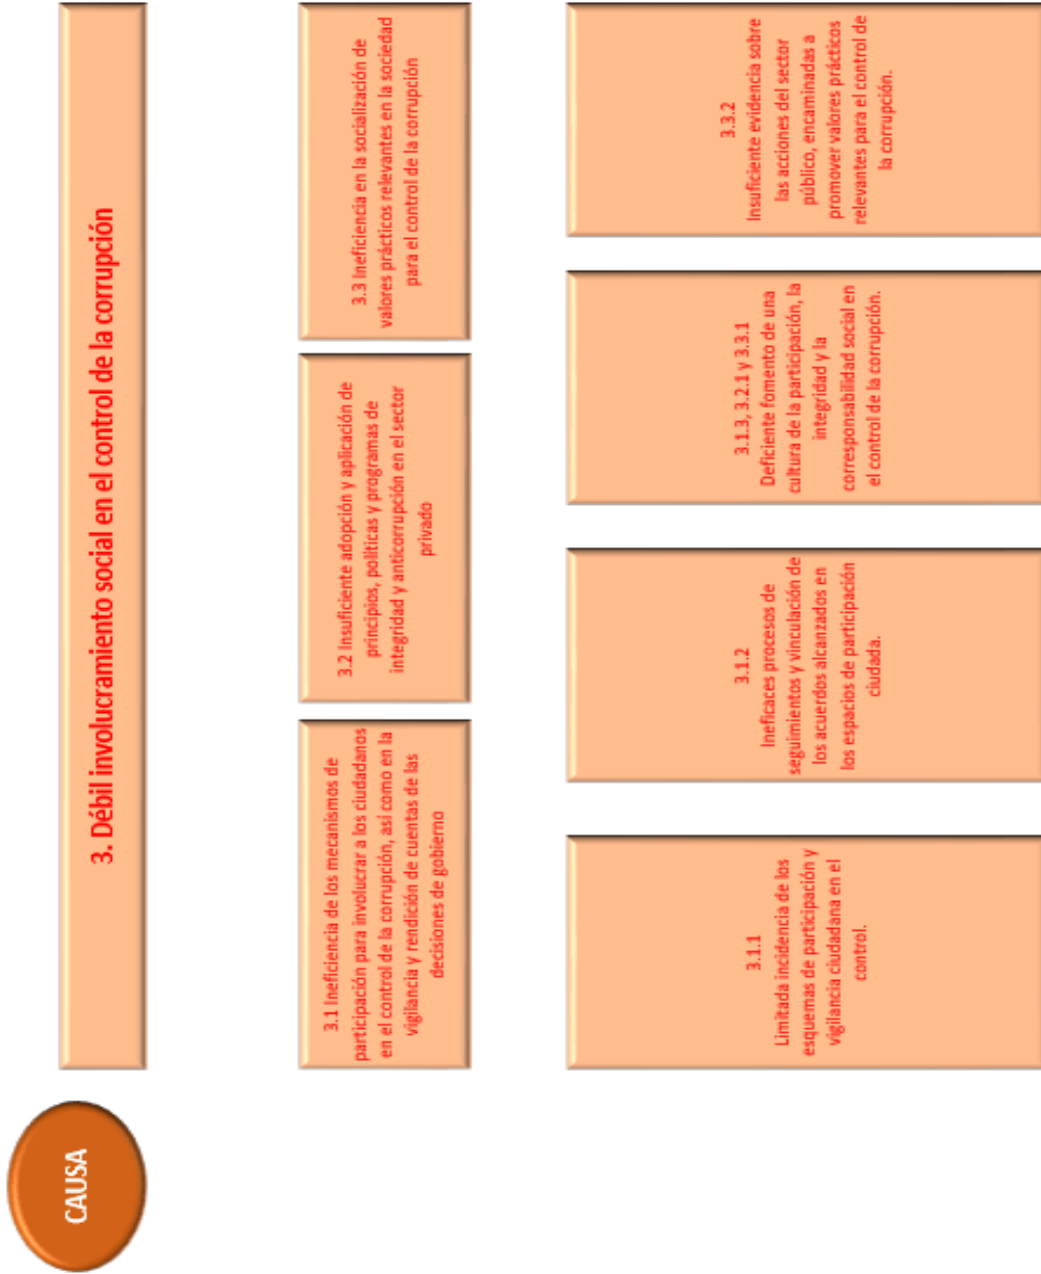 CAUSA
3. Débil involucramiento social en el control de la corrupción
3.1 Ineficiencia de los mecanismos de
participación para involucrar a los ciudadanos
en el control de la corrupción, así como en la
vigilancia y rendición de cuentas de las
decisiones de gobierno
3.2 Insuficiente adopción y aplicación de
principios, políticas y programas de
integridad y anticorrupción en el sector
privado
3.3 Ineficiencia en la socialización de
valores prácticos relevantes en la sociedad
para el control de la corrupción
3.1.1
Limitada incidencia de los
esquemas de participación y
vigilancia ciudadana en el
control.
3.1.2
Ineficaces procesos de
seguimientos y vinculación de
los acuerdos alcanzados en
los espacios de participación
ciudada.
3.1.3, 3.2.1 y 3.3.1
Deficiente fomento de una
cultura de la participación, la
integridad y la
corresponsabilidad social en
el control de la corrupción.
3.3.2
Insuficiente evidencia sobre
las acciones del sector
público, encaminadas a
promover valores prácticos
relevantes para el control de
la corrupción.